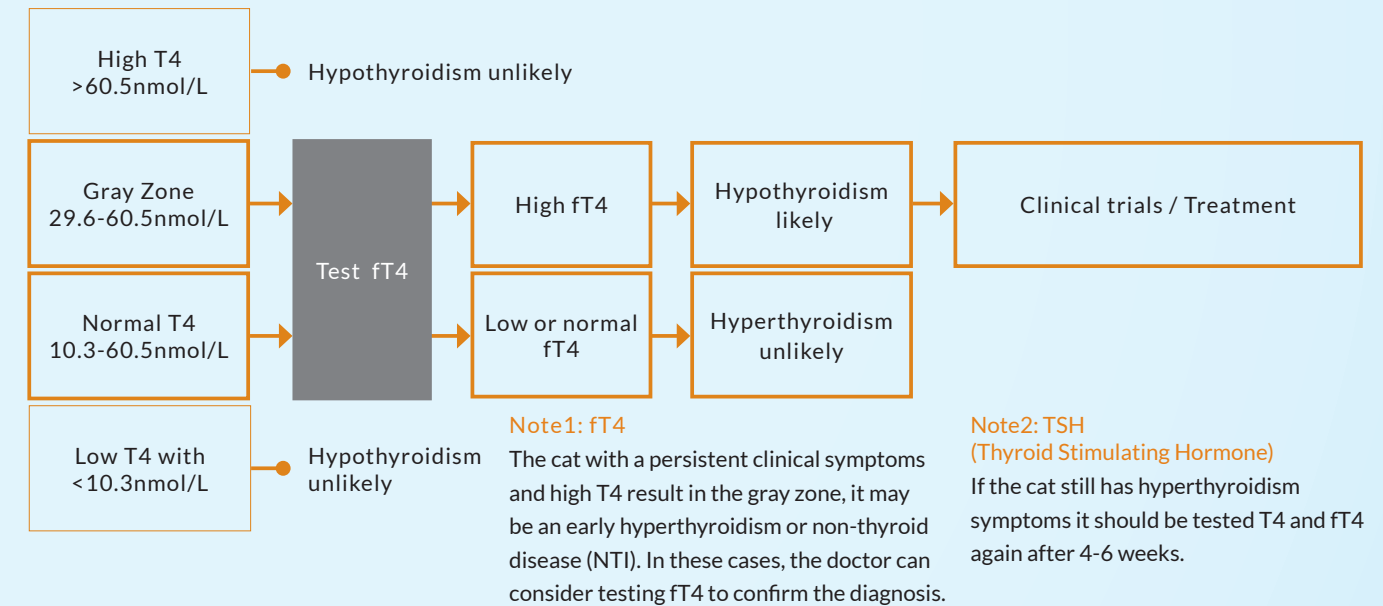 High T4
>60.5nmol/L
Hypothyroidism unlikely
Gray Zone
29.6-60.5nmol/L
Normal T4
10.3-60.5nmol/L
Test fT4
High fT4
Hypothyroidism
likely
Clinical trials / Treatment
Low or normal
fT4
Hyperthyroidism
unlikely
Low T4 with
<10.3nmol/L
Hypothyroidism
unlikely
Note1: fT4
The cat with a persistent clinical symptoms
and high T4 result in the gray zone, it may
be an early hyperthyroidism or non-thyroid
disease (NTI). In these cases, the doctor can
consider testing fT4 to confirm the diagnosis.
Note2: TSH
(Thyroid Stimulating Hormone)
If the cat still has hyperthyroidism
symptoms it should be tested T4 and fT4
again after 4-6 weeks.